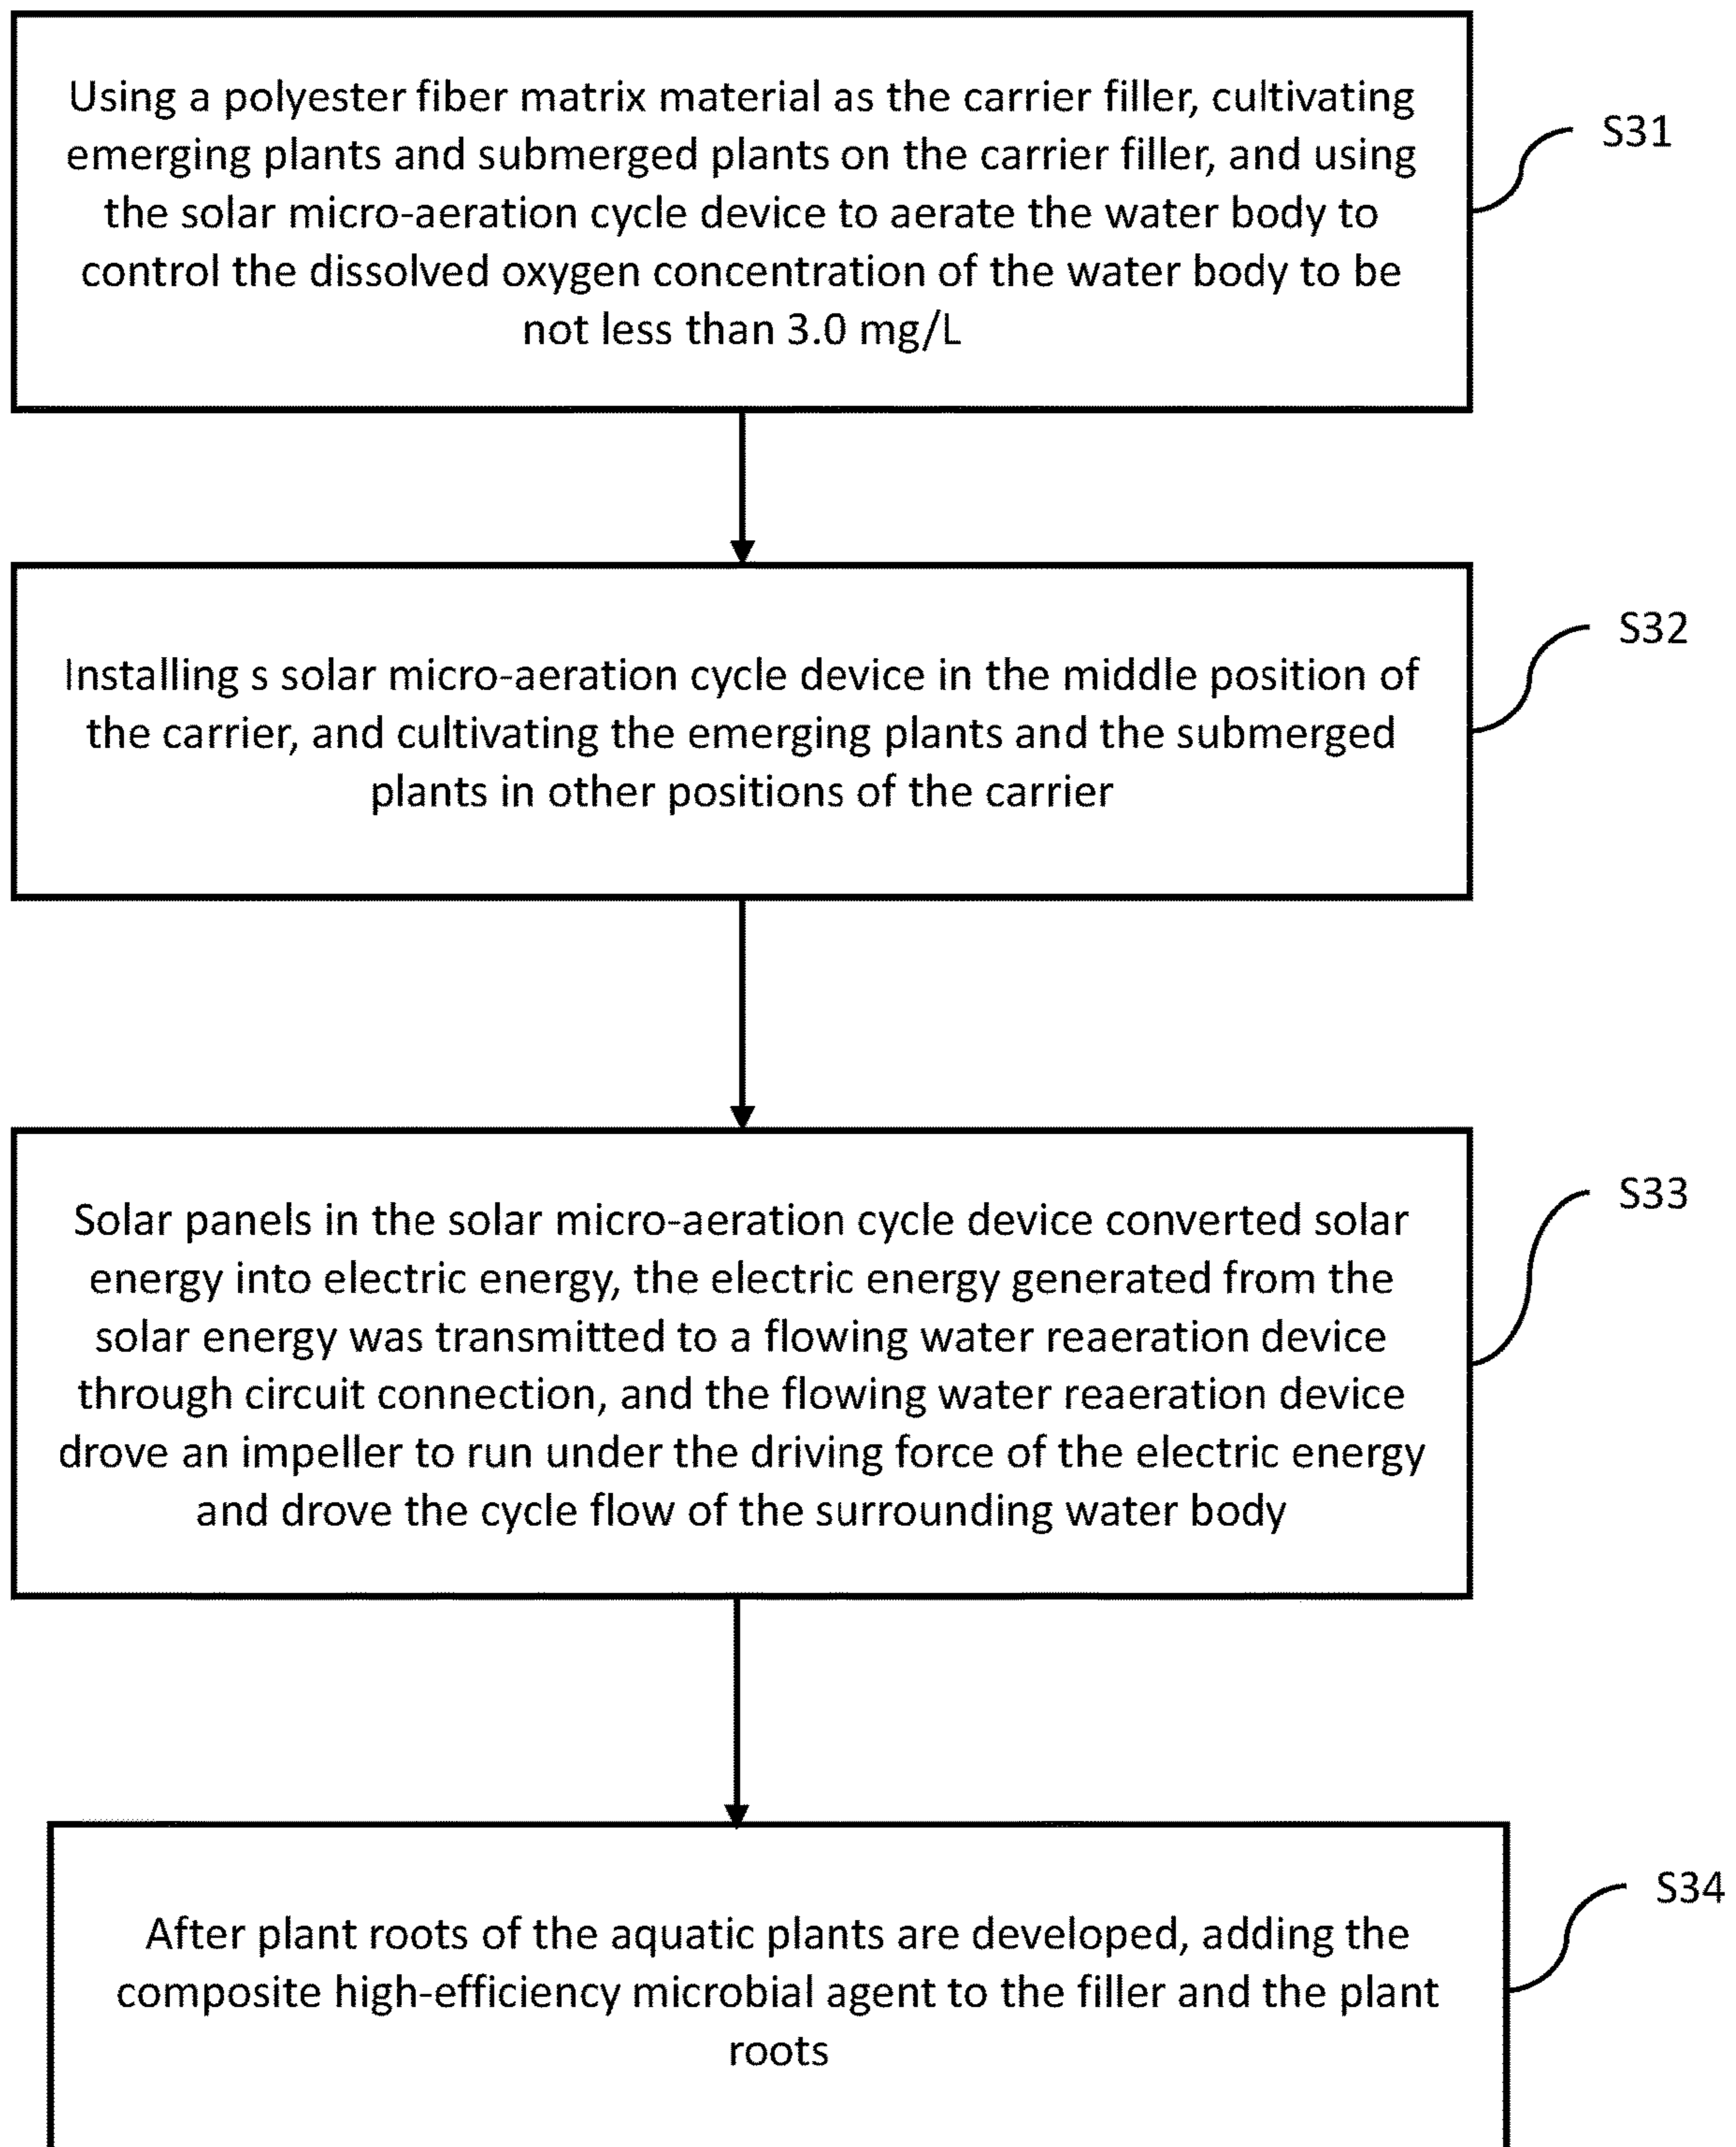 Using a polyester fiber matrix material as the carrier filler, cultivating
emerging plants and submerged plants on the carrier filler, and using
the solar micro-aeration cycle device to aerate the water body to
control the dissolved oxygen concentration of the water body to be
not less than 3.0 mg/L
S31
Installing s solar micro-aeration cycle device in the middle position of
the carrier, and cultivating the emerging plants and the submerged
plants in other positions of the carrier
S32
Solar panels in the solar micro-aeration cycle device converted solar
energy into electric energy, the electric energy generated from the
solar energy was transmitted to a flowing water reaeration device
through circuit connection, and the flowing water reaeration device
drove an impeller to run under the driving force of the electric energy
and drove the cycle flow of the surrounding water body
S33
After plant roots of the aquatic plants are developed, adding the
composite high-efficiency microbial agent to the filler and the plant
roots
S34